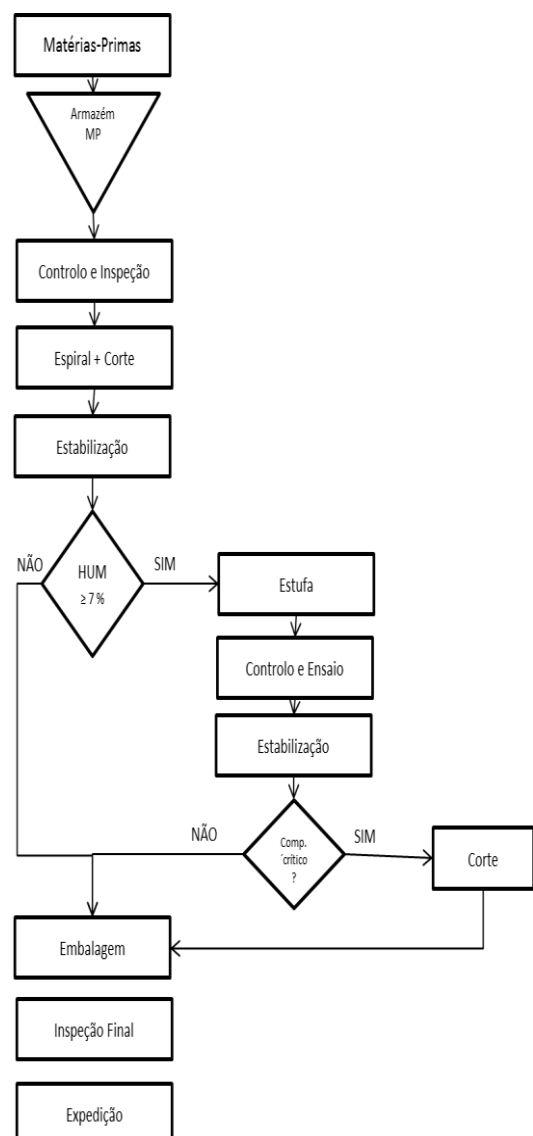 Matérias-Primas
Armazém
MP
Controlo e Inspeção
Espiral + Corte
Estabilização
NÃO
HUM
≥ 7 %
SIM
Estufa
Controlo e Ensaio
Estabilização
NÃO
Comp.
´crítico
?
SIM
Corte
Embalagem
Inspeção Final
Expedição